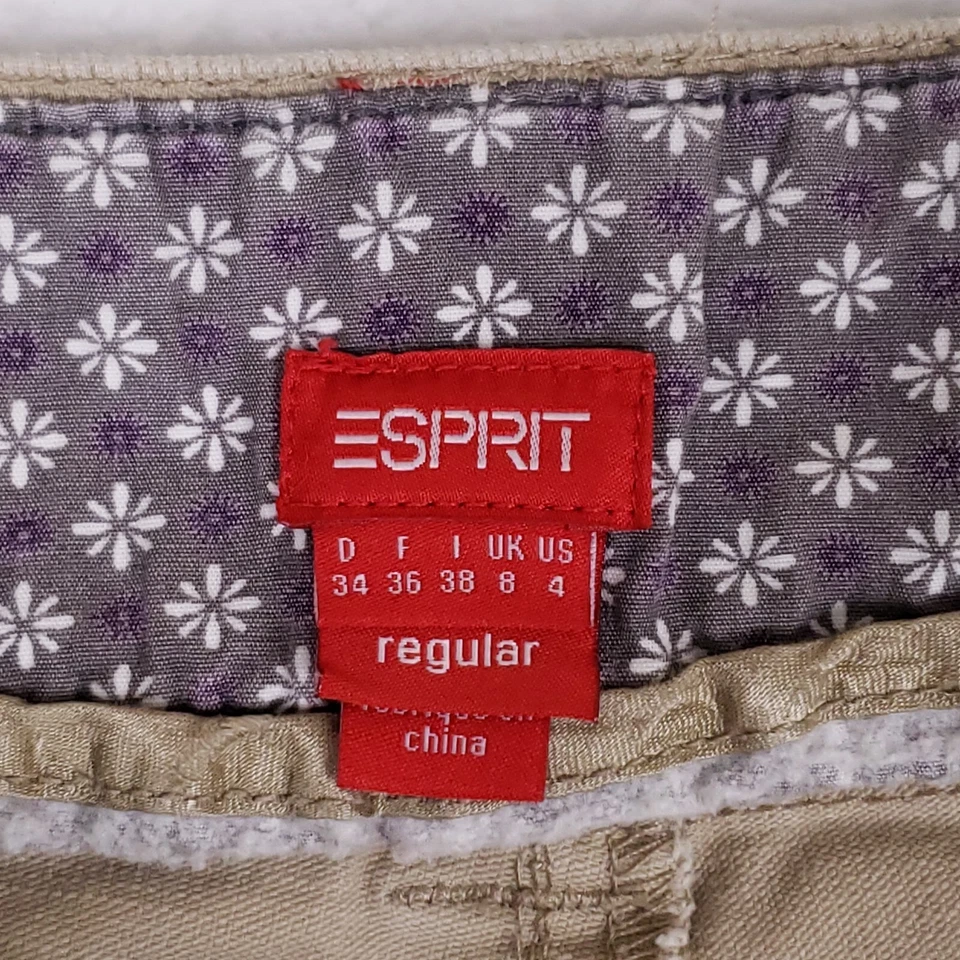 ESPRIT
D F I UK US
34 36 38 8 4
regular
china